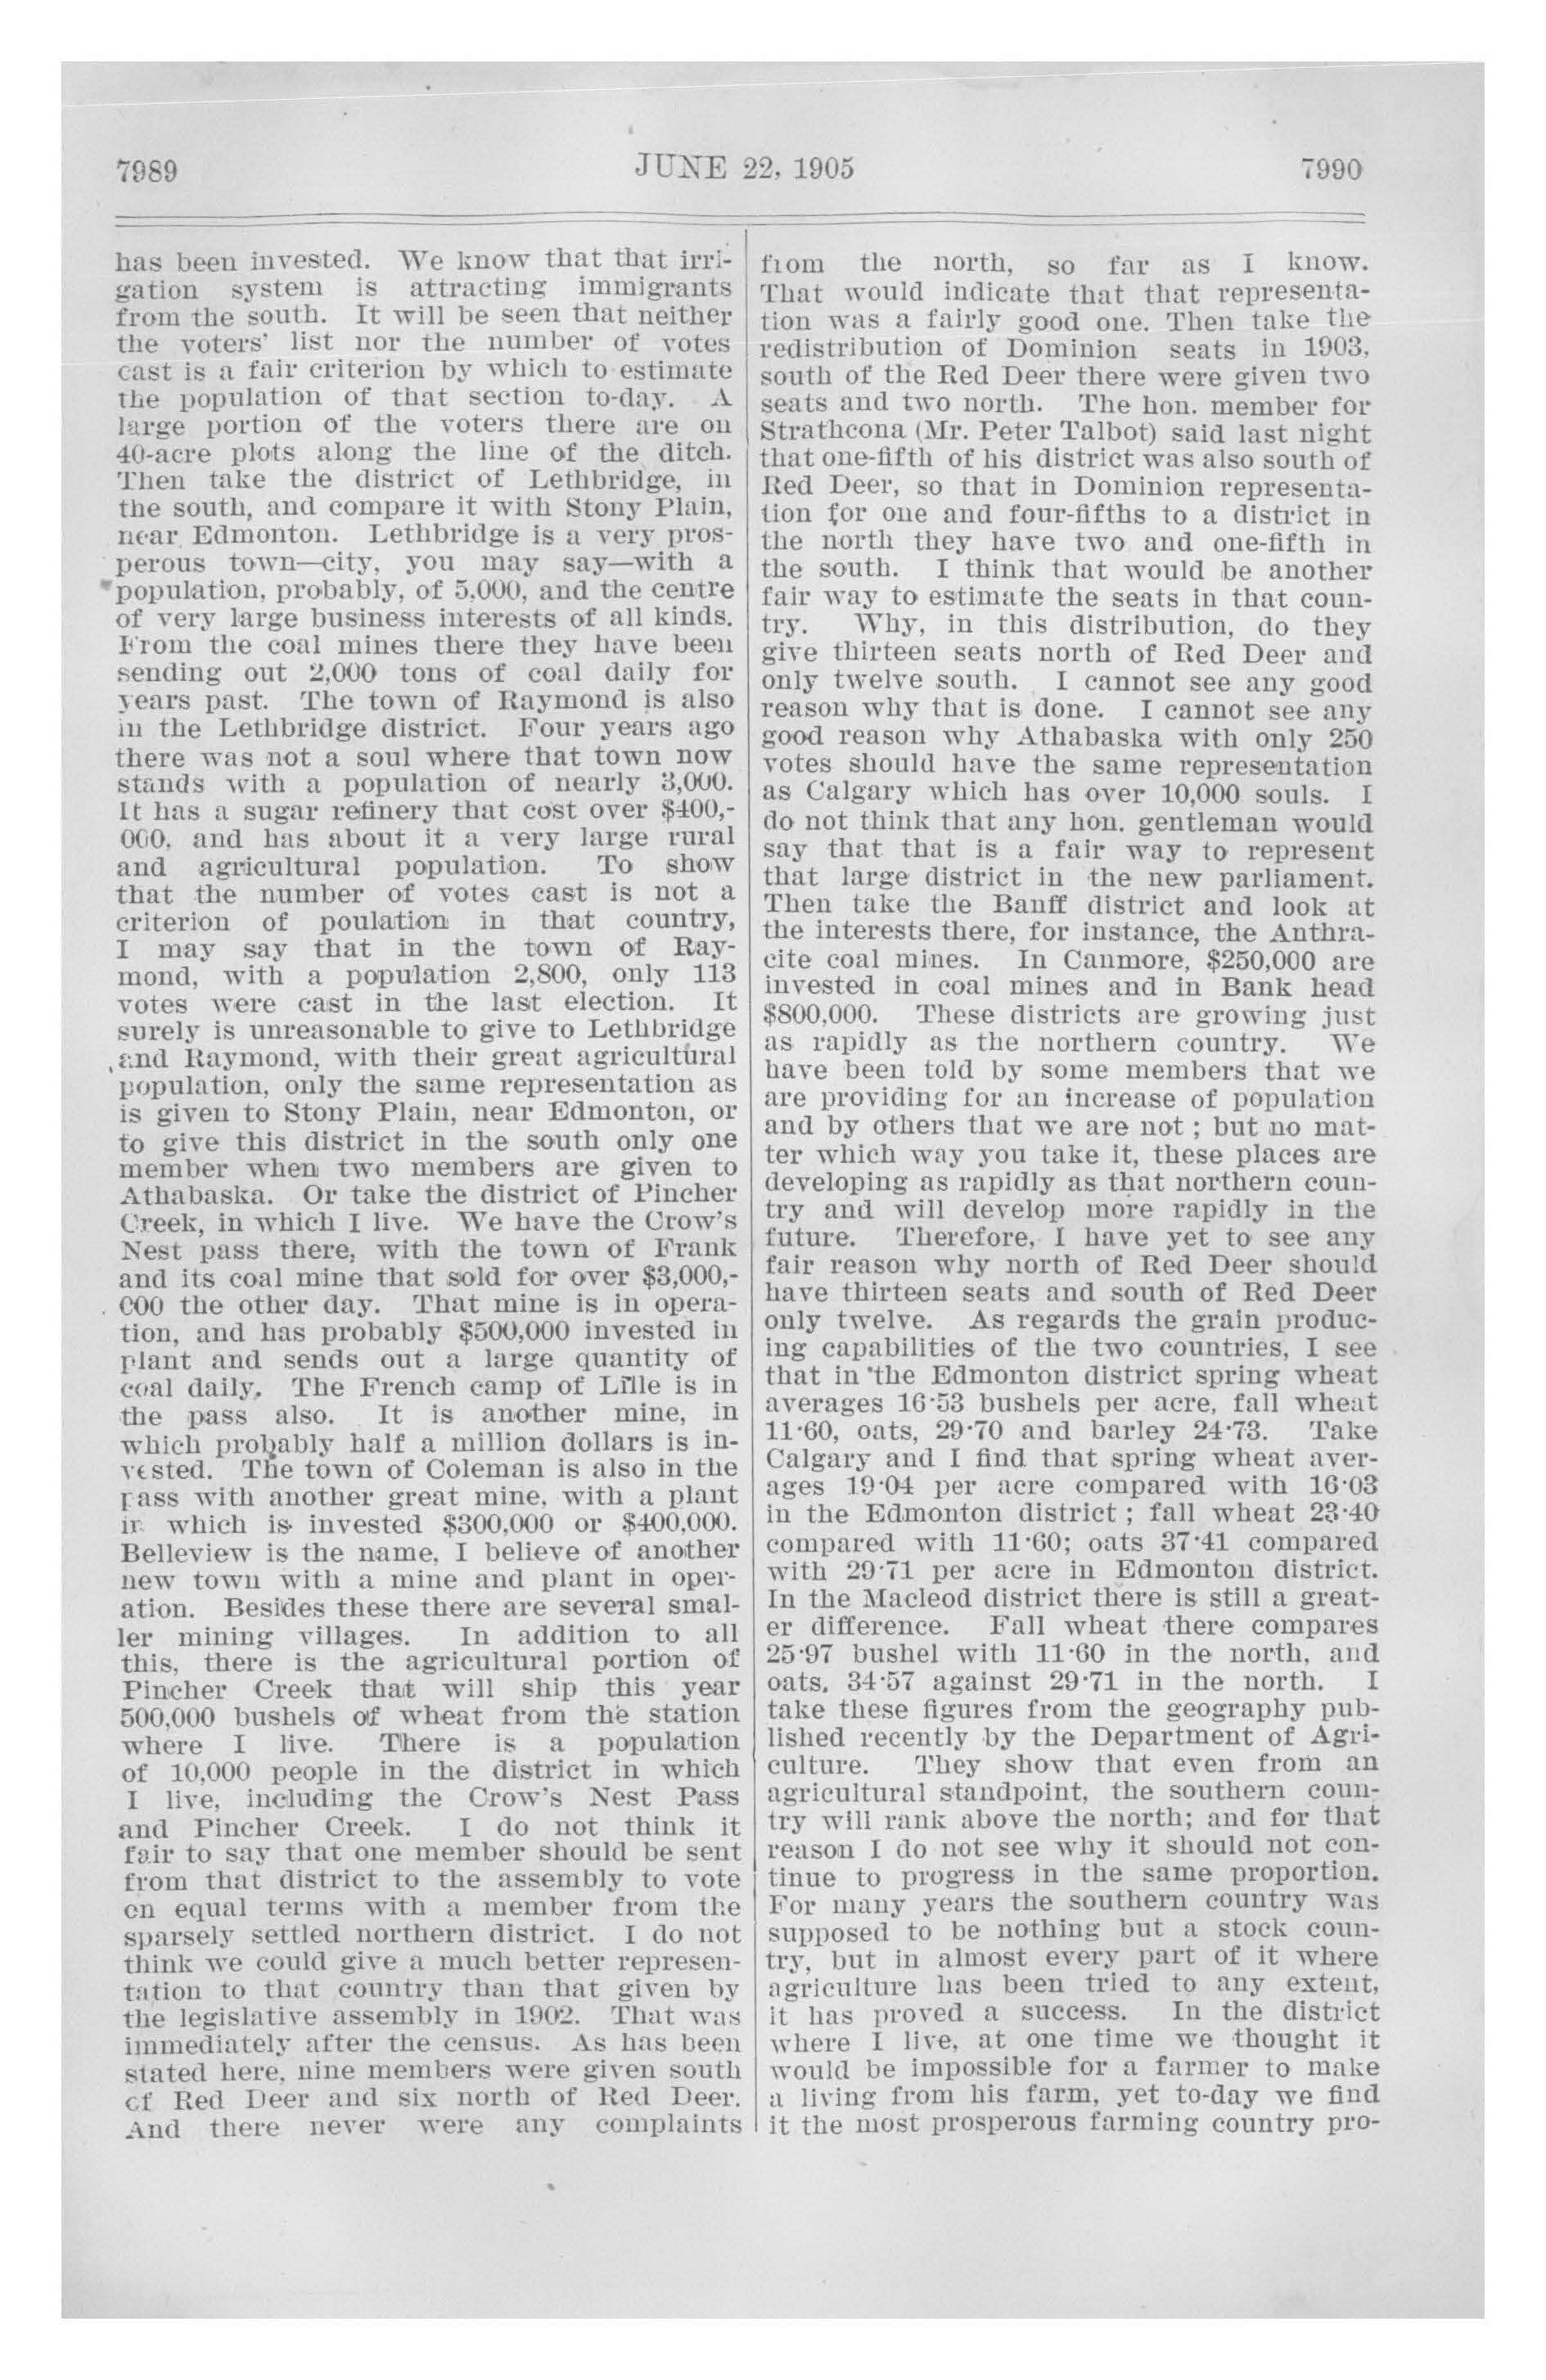 7989
JUNE 22, 1905
7990
has been invested. We know that that irri-
gation system is attracting immigrants
from the south. It will be seen that neither
the voters' list nor the number of votes
cast is a fair criterion by which to estimate
the population of that section to-day. A
large portion of the voters there are on
40-acre plots along the line of the ditch.
Then take the district of Lethbridge, in
the south, and compare it with Stony Plain,
near Edmonton. Lethbridge is a very pros-
perous town—city, you may say—with a
population, probably, of 5,000, and the centre
of very large business interests of all kinds.
From the coal mines there they have been
sending out 2,000 tons of coal daily for
years past. The town of Raymond is also
in the Lethbridge district. Four years ago
there was not a soul where that town now
stands with a population of nearly 3,000.
It has a sugar refinery that cost over $400,-
000, and has about it a very large rural
and agricultural population. To show
that the number of votes cast is not a
criterion of poulation in that country,
I may say that in the town of Ray-
mond, with a population 2,800, only 113
votes were cast in the last election. It
surely is unreasonable to give to Lethbridge
and Raymond, with their great agricultural
population, only the same representation as
is given to Stony Plain, near Edmonton, or
to give this district in the south only one
member when two members are given to
Athabaska. Or take the district of Pincher
Creek, in which I live. We have the Crow's
Nest pass there, with the town of Frank
and its coal mine that sold for over $3,000,-
000 the other day. That mine is in opera-
tion, and has probably $500,000 invested in
plant and sends out a large quantity of
coal daily. The French camp of Lille is in
the pass also. It is another mine, in
which probably half a million dollars is in-
vested. The town of Coleman is also in the
pass with another great mine, with a plant
in which is invested $300,000 or $400,000.
Belleview is the name, I believe of another
new town with a mine and plant in oper-
ation. Besides these there are several smal-
ler mining villages. In addition to all
this, there is the agricultural portion of
Pincher Creek that will ship this year
500,000 bushels of wheat from the station
where I live. There is a population
of 10,000 people in the district in which
I live, including the Crow's Nest Pass
and Pincher Creek. I do not think it
fair to say that one member should be sent
from that district to the assembly to vote
on equal terms with a member from the
sparsely settled northern district. I do not
think we could give a much better represen-
tation to that country than that given by
the legislative assembly in 1902. That was
immediately after the census. As has been
stated here, nine members were given south
of Red Deer and six north of Red Deer.
And there never were any complaints
from the north, so far as I know.
That would indicate that that representa-
tion was a fairly good one. Then take the
redistribution of Dominion seats in 1903,
south of the Red Deer there were given two
seats and two north. The hon. member for
Strathcona (Mr. Peter Talbot) said last night
that one-fifth of his district was also south of
Red Deer, so that in Dominion representa-
tion for one and four-fifths to a district in
the north they have two and one-fifth in
the south. I think that would be another
fair way to estimate the seats in that coun-
try. Why, in this distribution, do they
give thirteen seats north of Red Deer and
only twelve south. I cannot see any good
reason why that is done. I cannot see any
good reason why Athabaska with only 250
votes should have the same representation
as Calgary which has over 10,000 souls. I
do not think that any hon. gentleman would
say that that is a fair way to represent
that large district in the new parliament.
Then take the Banff district and look at
the interests there, for instance, the Anthra-
cite coal mines. In Canmore, $250,000 are
invested in coal mines and in Bank head
$800,000. These districts are growing just
as rapidly as the northern country. We
have been told by some members that we
are providing for an increase of population
and by others that we are not ; but no mat-
ter which way you take it, these places are
developing as rapidly as that northern coun-
try and will develop more rapidly in the
future. Therefore, I have yet to see any
fair reason why north of Red Deer should
have thirteen seats and south of Red Deer
only twelve. As regards the grain produc-
ing capabilities of the two countries, I see
that in the Edmonton district spring wheat
averages 16·53 bushels per acre, fall wheat
11·60, oats, 29·70 and barley 24·73. Take
Calgary and I find that spring wheat aver-
ages 19·04 per acre compared with 16·03
in the Edmonton district ; fall wheat 23·40
compared with 11·60; oats 37·41 compared
with 29·71 per acre in Edmonton district.
In the Macleod district there is still a great-
er difference. Fall wheat there compares
25·97 bushel with 11·60 in the north, and
oats, 34·57 against 29·71 in the north. I
take these figures from the geography pub-
lished recently by the Department of Agri-
culture. They show that even from an
agricultural standpoint, the southern coun-
try will rank above the north; and for that
reason I do not see why it should not con-
tinue to progress in the same proportion.
For many years the southern country was
supposed to be nothing but a stock coun-
try, but in almost every part of it where
agriculture has been tried to any extent,
it has proved a success. In the district
where I live, at one time we thought it
would be impossible for a farmer to make
a living from his farm, yet to-day we find
it the most prosperous farming country pro-